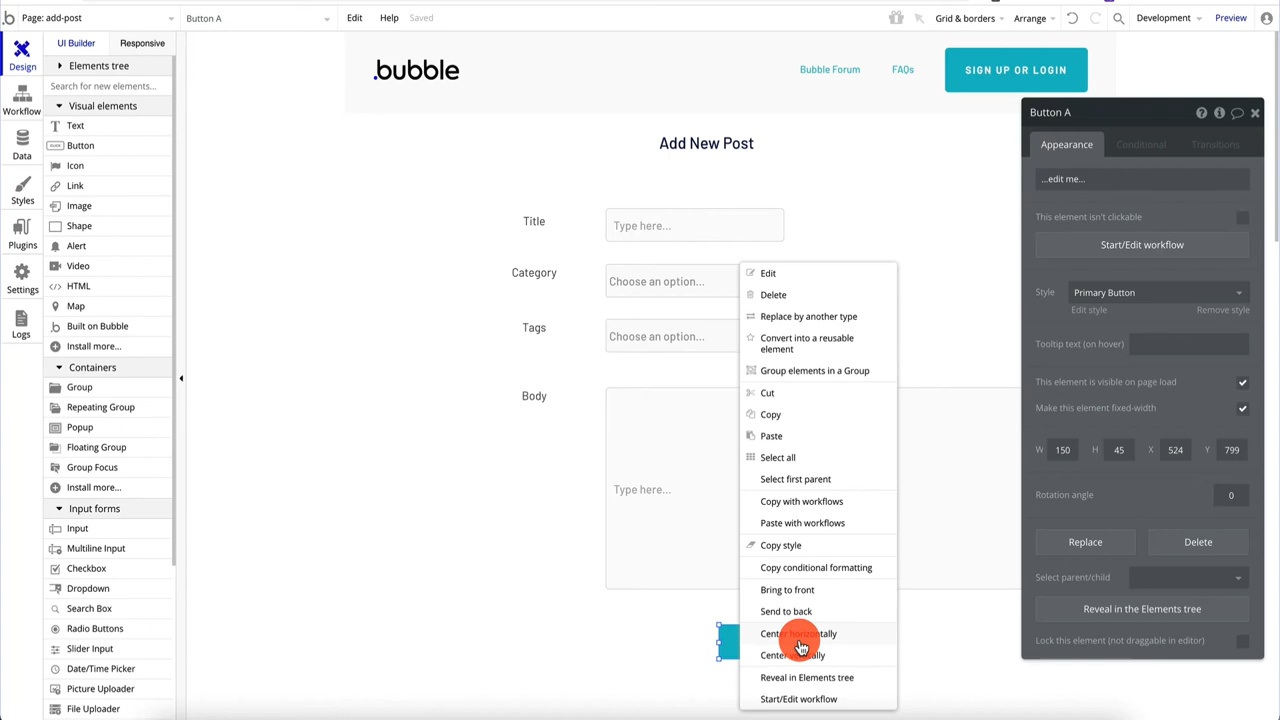 Page: add-post
Button A
Edit
Help
Saved
Grid & borders
Arrange
Development
Preview
Design
Workflow
Data
Styles
Plugins
Settings
Logs
UI Builder
Responsive
Elements tree
Search for new elements...
Visual elements
Text
Button
Icon
Link
Image
Shape
Alert
Video
HTML
Map
Built on Bubble
Install more...
Containers
Group
Repeating Group
Popup
Floating Group
Group Focus
Install more...
Input forms
Input
Multiline Input
Checkbox
Dropdown
Search Box
Radio Buttons
Slider Input
Date/Time Picker
Picture Uploader
File Uploader
.bubble
Bubble Forum
FAQs
SIGN UP OR LOGIN
Add New Post
Title
Type here...
Category
Choose an option...
Tags
Choose an option...
Body
Type here...
Edit
Delete
Replace by another type
Convert into a reusable
element
Group elements in a Group
Cut
Copy
Paste
Select all
Select first parent
Copy with workflows
Paste with workflows
Copy style
Copy conditional formatting
Bring to front
Send to back
Center horizontally
Center vertically
Reveal in Elements tree
Start/Edit workflow
Button A
Appearance
Conditional
Transitions
...edit me...
This element isn't clickable
Start/Edit workflow
Style
Primary Button
Edit style
Remove style
Tooltip text (on hover)
This element is visible on page load
Make this element fixed-width
W 150 H 45 X 524 Y 799
Rotation angle
0
Replace
Delete
Select parent/child
Reveal in the Elements tree
Lock this element (not draggable in editor)